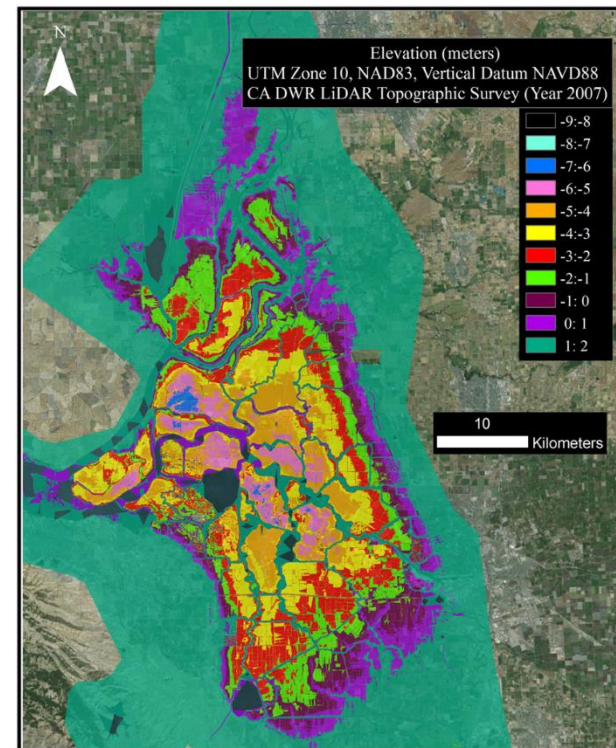 N
Elevation (meters)
UTM Zone 10, NAD83, Vertical Datum NAVD88
CA DWR LiDAR Topographic Survey (Year 2007)
-9:-8
-8:-7
-7:-6
-6:-5
-5:-4
-4:-3
-3:-2
-2:-1
-1: 0
0: 1
1: 2
10
Kilometers